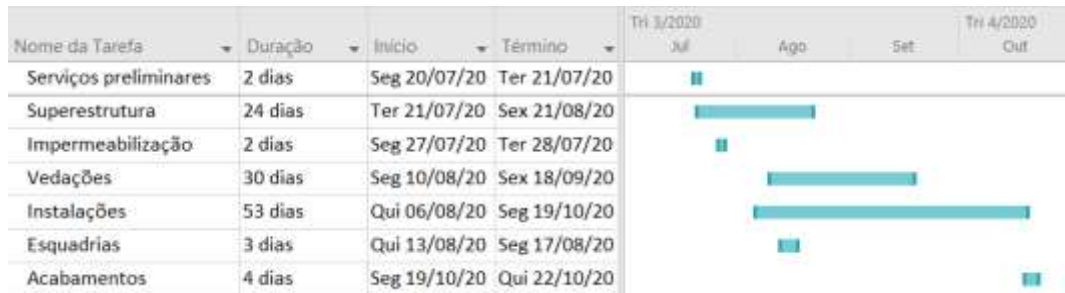 Tri 3/2020 Tri 4/2020
Nome da Tarefa Duração Início Término Jul Ago Set Out
Serviços preliminares 2 dias Seg 20/07/20 Ter 21/07/20
Superestrutura 24 dias Ter 21/07/20 Sex 21/08/20
Impermeabilização 2 dias Seg 27/07/20 Ter 28/07/20
Vedações 30 dias Seg 10/08/20 Sex 18/09/20
Instalações 53 dias Qui 06/08/20 Seg 19/10/20
Esquadrias 3 dias Qui 13/08/20 Seg 17/08/20
Acabamentos 4 dias Seg 19/10/20 Qui 22/10/20